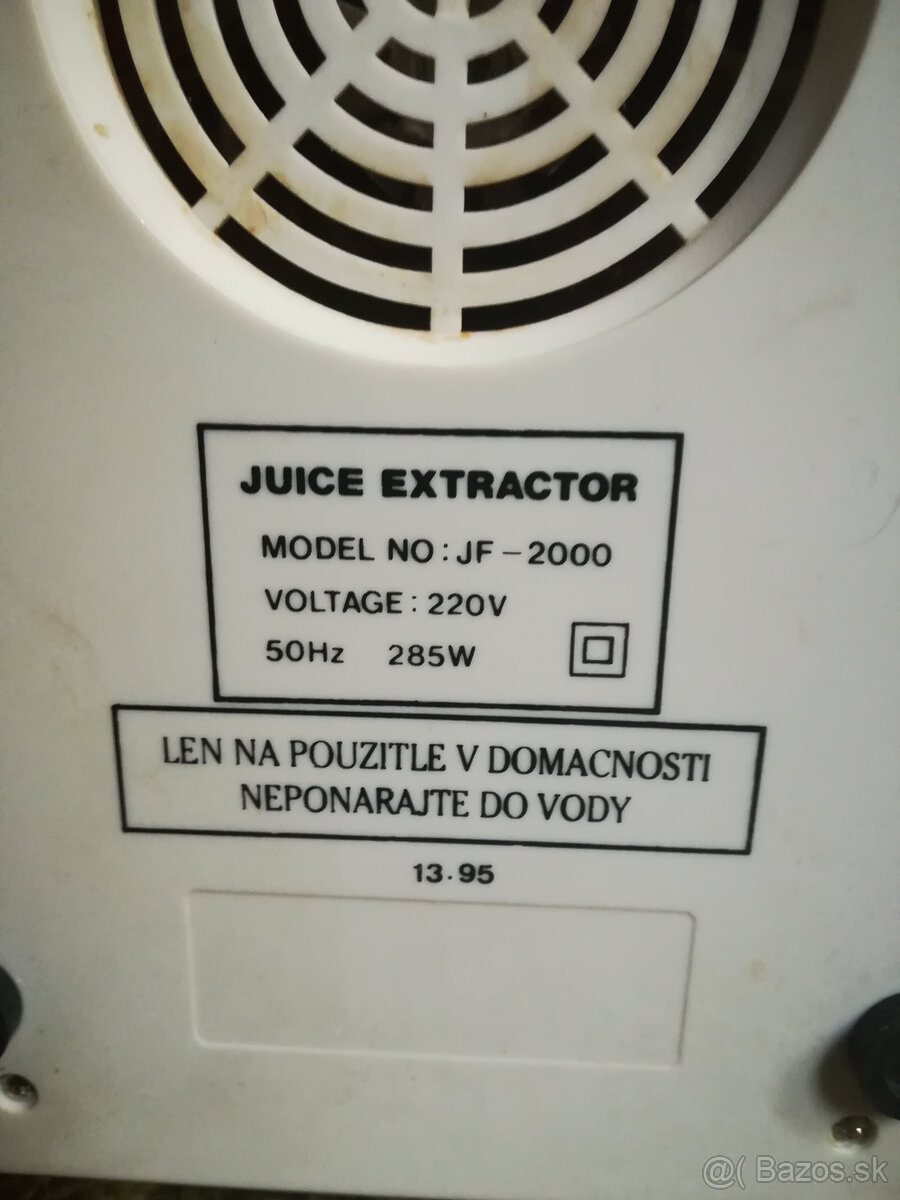 JUICE EXTRACTOR
MODEL NO: JF - 2000
VOLTAGE: 220V
50Hz 285W
LEN NA POUZITLE V DOMACNOSTI
NEPONARAJTE DO VODY
13.95
@( Bazos.sk